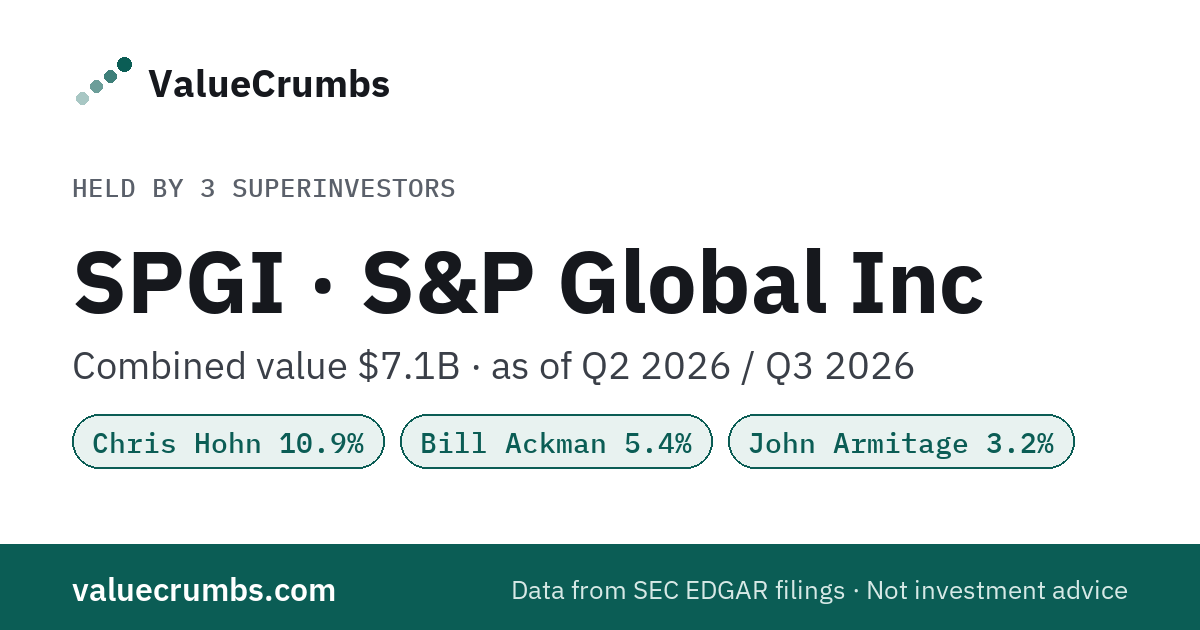 ValueCrumbs
HELD BY 3 SUPERINVESTORS
SPGI · S&P Global Inc
Combined value $7.1B · as of Q2 2026 / Q3 2026
Chris Hohn 10.9% Bill Ackman 5.4% John Armitage 3.2%
valuecrumbs.com Data from SEC EDGAR filings · Not investment advice